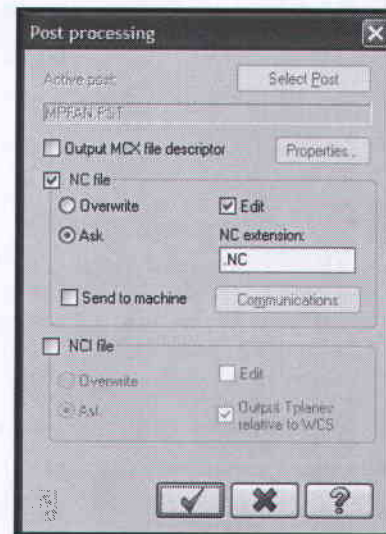 Post processing
Active post:
Select Post
MPFAN.PST
Output MCX file descriptor
Properties...
NC file
Overwrite
Edit
Ask
NC extension:
.NC
Send to machine
Communications
NCI file
Overwrite
Edit
Ask
Output Tplanes
relative to WCS